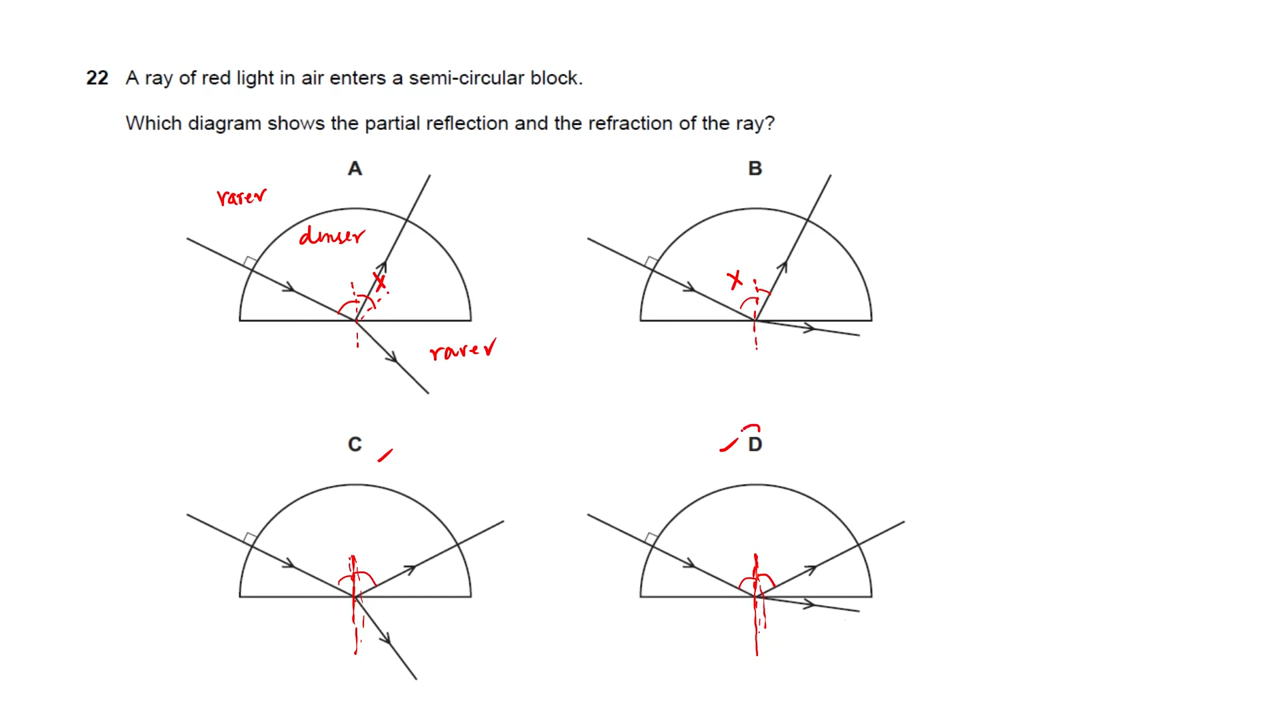 22 A ray of red light in air enters a semi-circular block.
Which diagram shows the partial reflection and the refraction of the ray?
A B
rarer
denser
X
X
rarer
C D